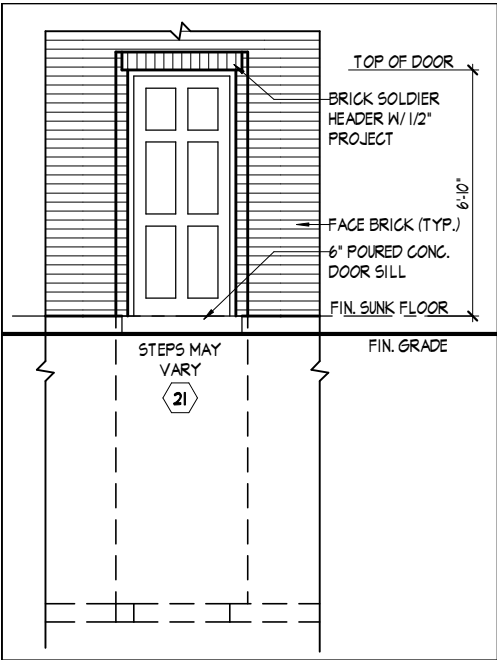 TOP OF DOOR
BRICK SOLDIER
HEADER W/ 1/2"
PROJECT
6'-10"
FACE BRICK (TYP.)
6" POURED CONC.
DOOR SILL
FIN. SUNK FLOOR
FIN. GRADE
STEPS MAY
VARY
21